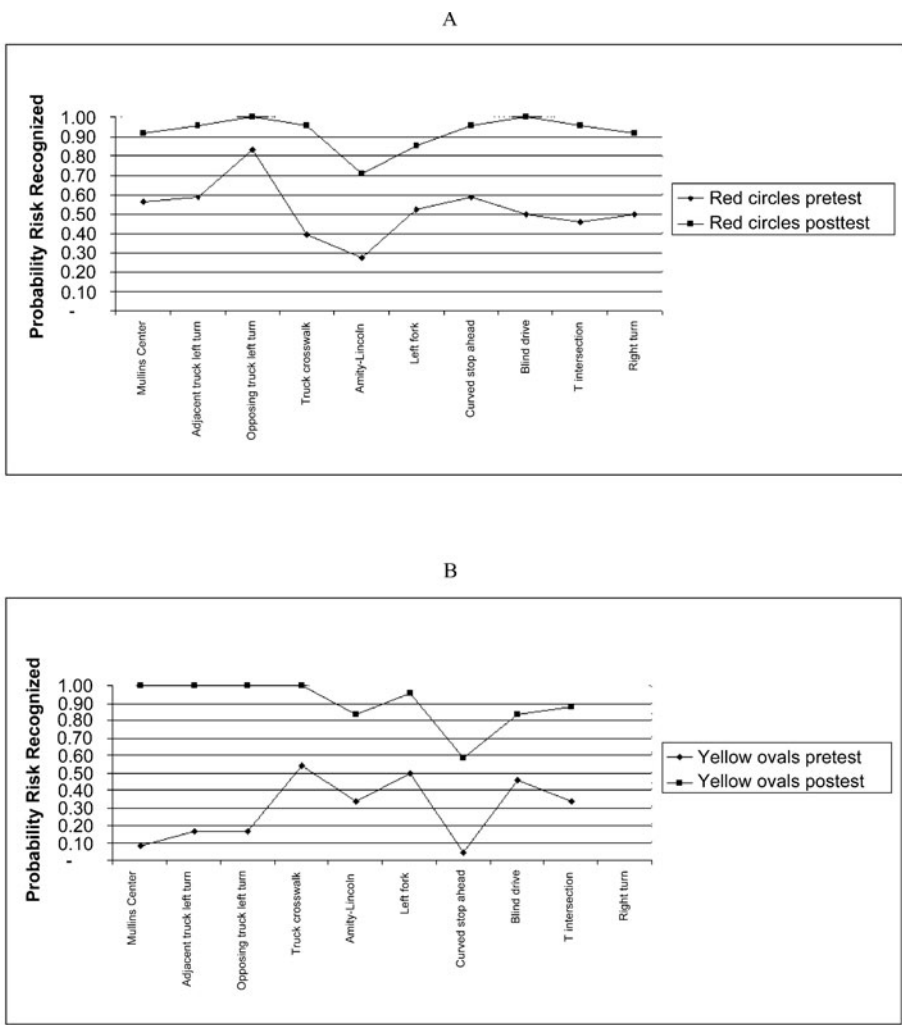 A
Probability Risk Recognized
1.00
0.90
0.80
0.70
0.60
0.50
0.40
0.30
0.20
0.10
-
Mullins Center
Adjacent truck left turn
Opposing truck left turn
Truck crosswalk
Amity-Lincoln
Left fork
Curved stop ahead
Blind drive
T intersection
Right turn
Red circles pretest
Red circles posttest
B
Probability Risk Recognized
1.00
0.90
0.80
0.70
0.60
0.50
0.40
0.30
0.20
0.10
-
Mullins Center
Adjacent truck left turn
Opposing truck left turn
Truck crosswalk
Amity-Lincoln
Left fork
Curved stop ahead
Blind drive
T intersection
Right turn
Yellow ovals pretest
Yellow ovals postest